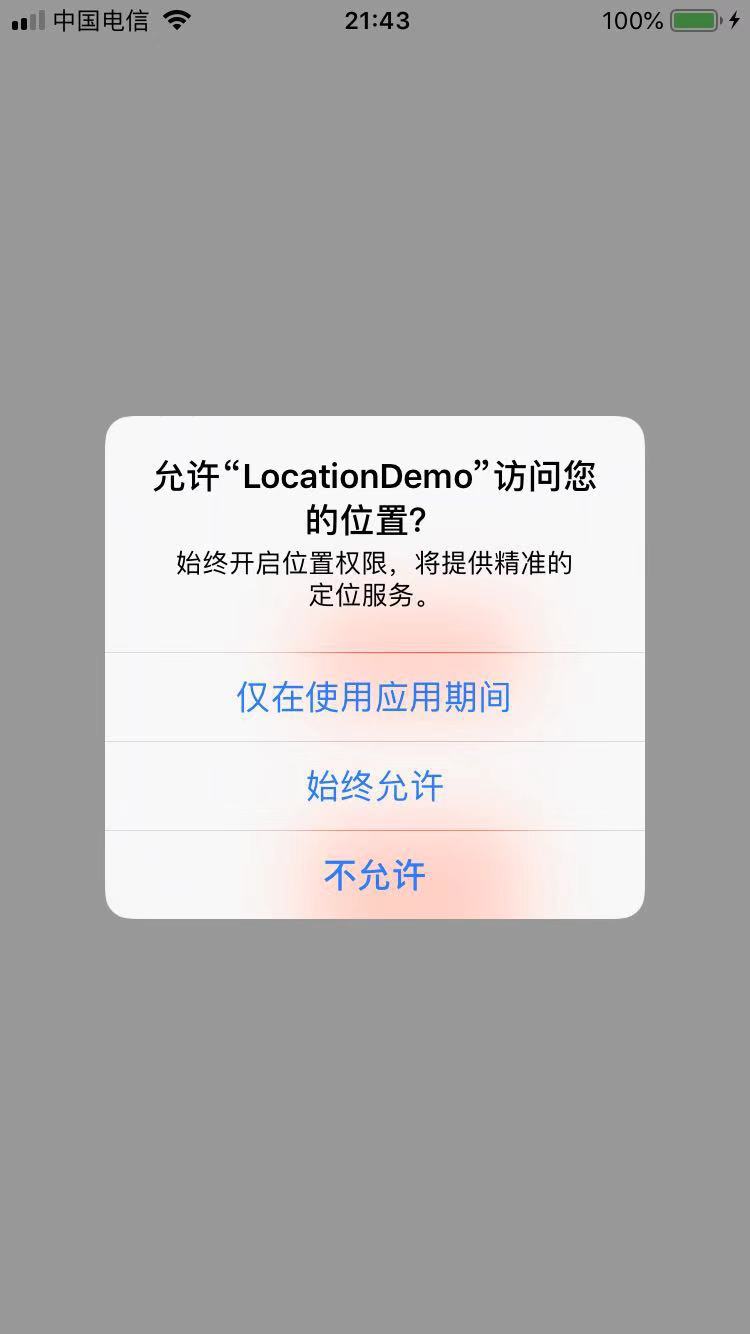 中国电信 21:43 100%
允许“LocationDemo”访问您
的位置?
始终开启位置权限，将提供精准的
定位服务。
仅在使用应用期间
始终允许
不允许